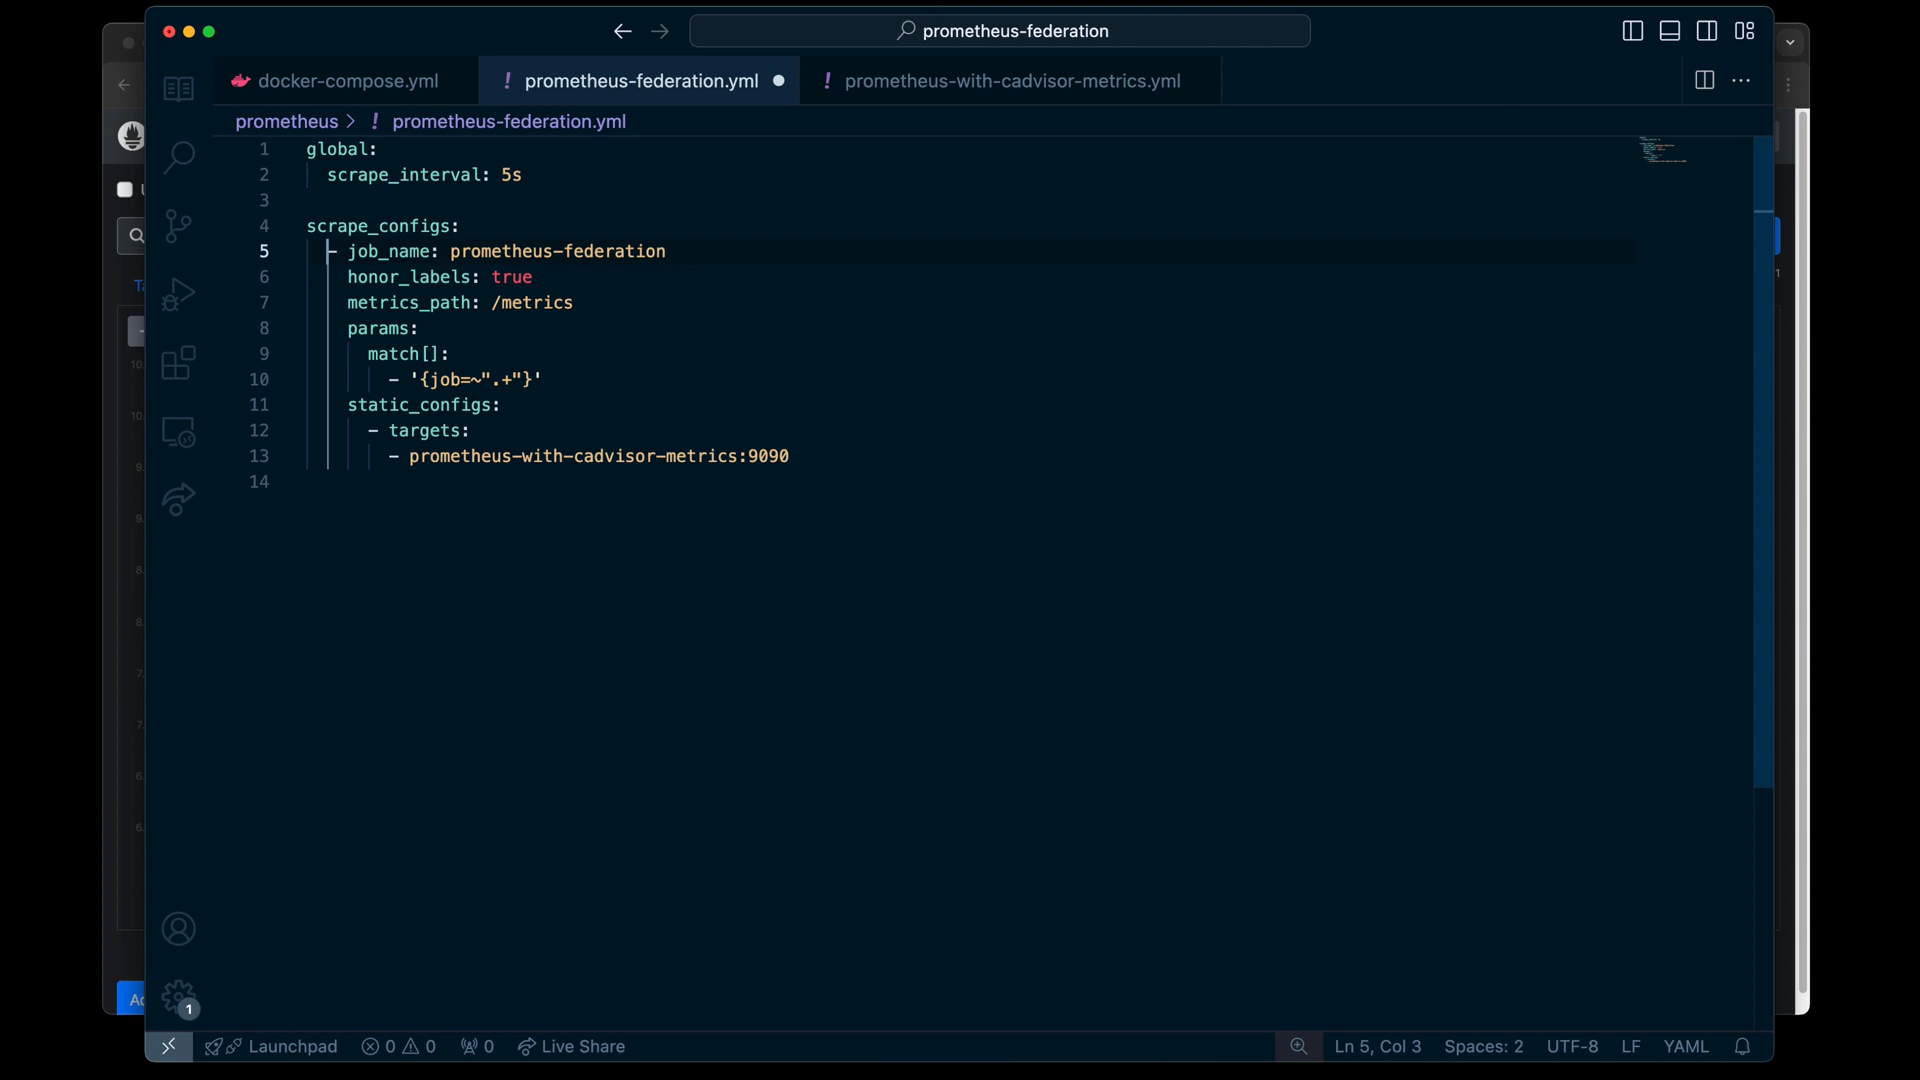 prometheus-federation
docker-compose.yml
! prometheus-federation.yml
! prometheus-with-cadvisor-metrics.yml
prometheus > ! prometheus-federation.yml
1 global:
2 scrape_interval: 5s
3
4 scrape_configs:
5 - job_name: prometheus-federation
6 honor_labels: true
7 metrics_path: /metrics
8 params:
9 match[]:
10 - '{job=~".+"}'
11 static_configs:
12 - targets:
13 - prometheus-with-cadvisor-metrics:9090
14
1
Launchpad
0
0
0
Live Share
Ln 5, Col 3
Spaces: 2
UTF-8
LF
YAML